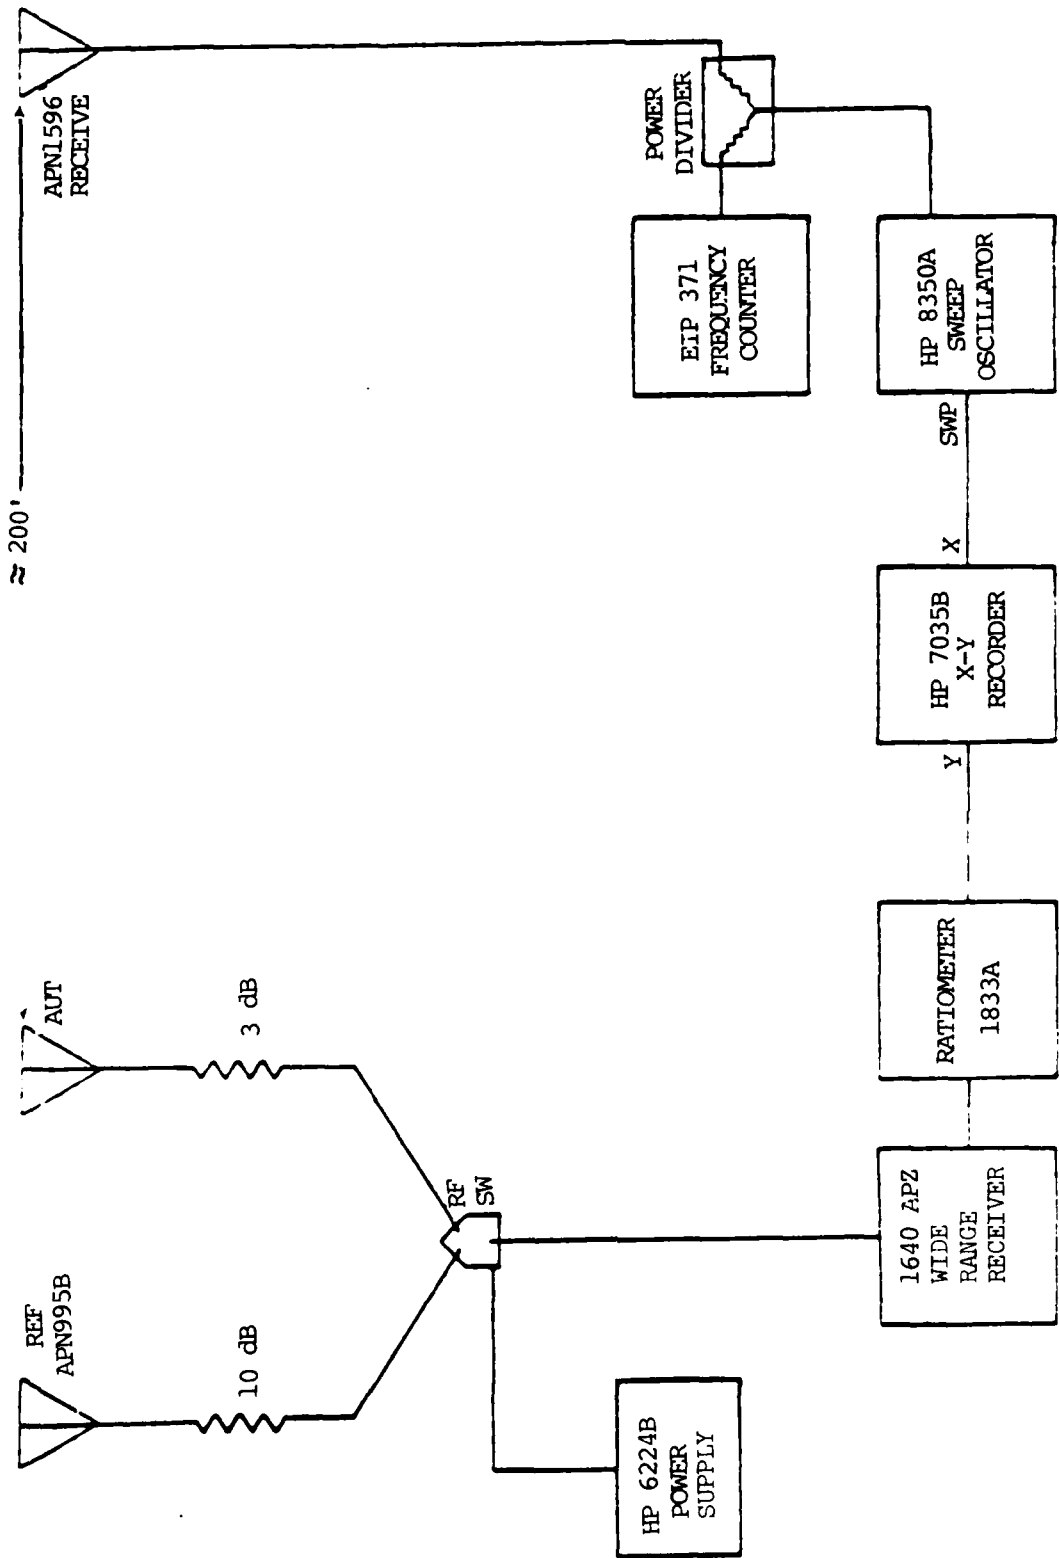 ≈ 200'
REF
APN995B
AUT
APN1596
RECEIVE
10 dB
3 dB
RF
SW
POWER
DIVIDER
HP 6224B
POWER
SUPPLY
EIP 371
FREQUENCY
COUNTER
1640 APZ
WIDE
RANGE
RECEIVER
RATIOMETER
1833A
Y
HP 7035B
X-Y
RECORDER
X
SWP
HP 8350A
SWEEP
OSCILLATOR